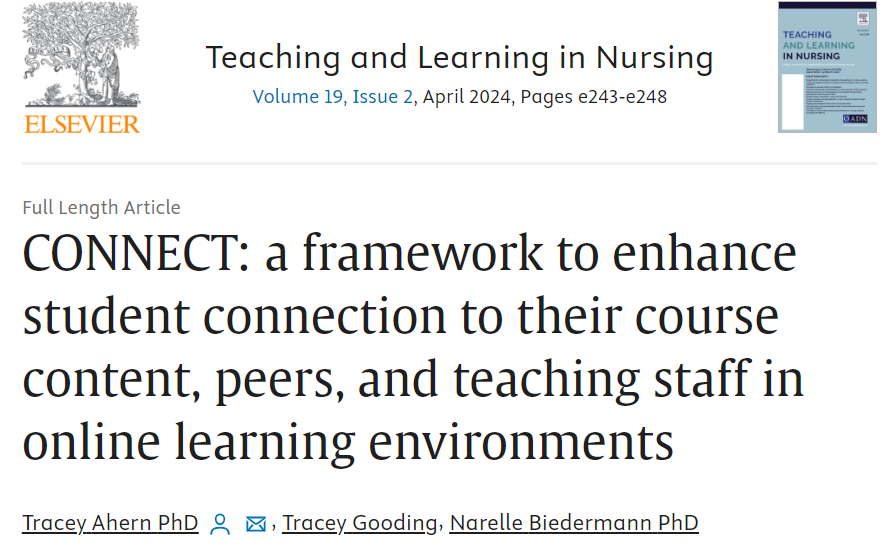 Teaching and Learning in Nursing
Volume 19, Issue 2, April 2024, Pages e243-e248
ELSEVIER
TEACHING
AND LEARNING
IN NURSING
OADN
Full Length Article
CONNECT: a framework to enhance
student connection to their course
content, peers, and teaching staff in
online learning environments
Tracey Ahern PhD , Tracey Gooding, Narelle Biedermann PhD